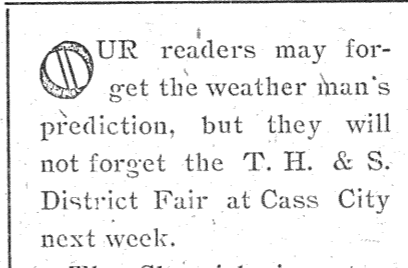 OUR readers may for-
get the weather man's
prediction, but they will
not forget the T. H. & S.
District Fair at Cass City
next week.